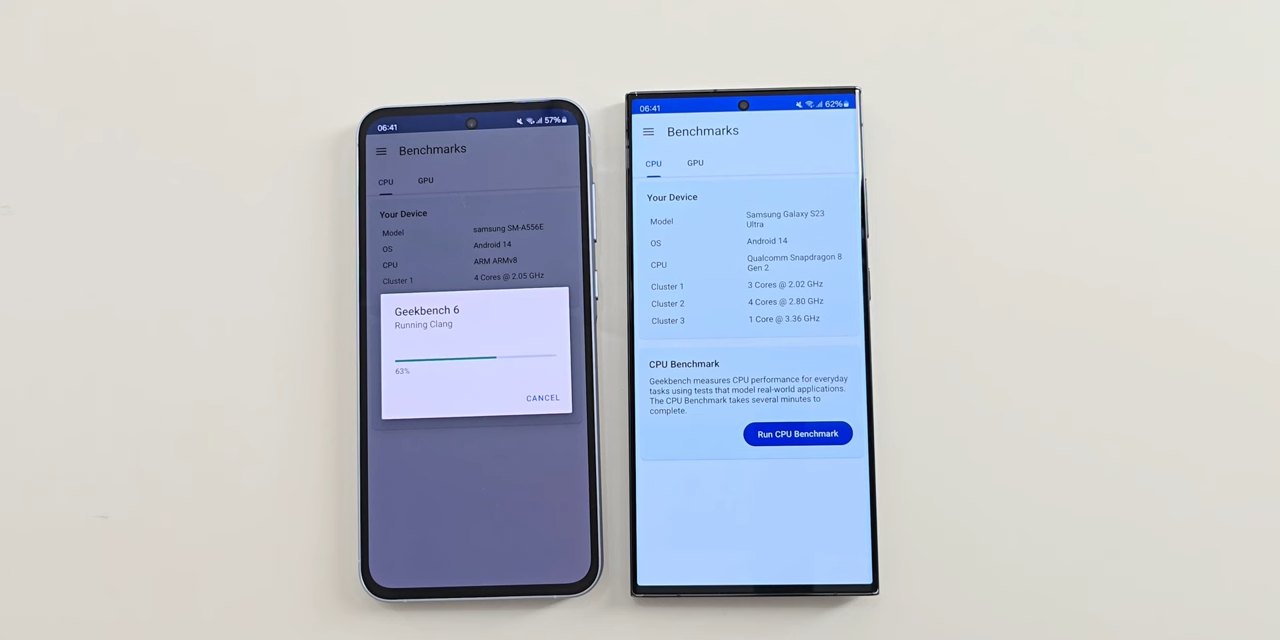 06:41
57%
Benchmarks
CPU GPU
Your Device
Model samsung SM-A556E
OS Android 14
CPU ARM ARMv8
Cluster 1 4 Cores @ 2.05 GHz
Geekbench 6
Running Clang
63%
CANCEL
06:41
62%
Benchmarks
CPU GPU
Your Device
Model Samsung Galaxy S23
Ultra
OS Android 14
CPU Qualcomm Snapdragon 8
Gen 2
Cluster 1 3 Cores @ 2.02 GHz
Cluster 2 4 Cores @ 2.80 GHz
Cluster 3 1 Core @ 3.36 GHz
CPU Benchmark
Geekbench measures CPU performance for everyday
tasks using tests that model real-world applications.
The CPU Benchmark takes several minutes to
complete.
Run CPU Benchmark